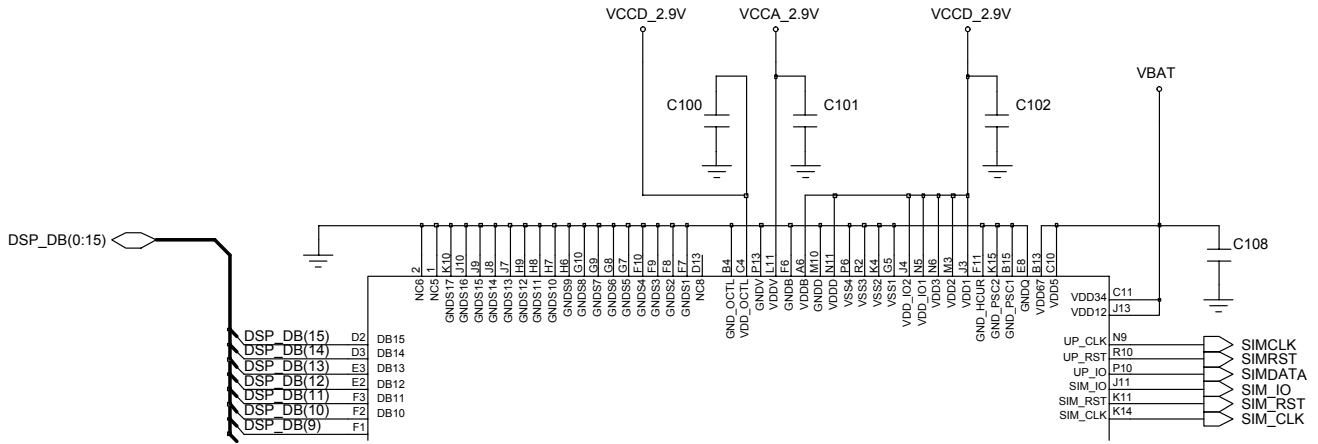 VCCD_2.9V
VCCA_2.9V
VCCD_2.9V
VBAT
C100
C101
C102
C108
DSP_DB(0:15)
2
1
K10
J10
J9
J8
J7
H9
H8
H7
H6
G10
G9
G8
G7
F10
F9
F8
F7
D13
B4
C4
P13
L11
F6
A6
M10
N11
P6
R2
K4
G5
J4
N5
N6
M3
J3
F11
K15
B15
E8
B13
C10
NC6
NC5
GNDS17
GNDS16
GNDS15
GNDS14
GNDS13
GNDS12
GNDS11
GNDS10
GNDS9
GNDS8
GNDS7
GNDS6
GNDS5
GNDS4
GNDS3
GNDS2
GNDS1
NC8
GND_OCTL
VDD_OCTL
GNDV
VDDV
GNDB
VDDB
GNDD
VDDD
VSS4
VSS3
VSS2
VSS1
VDD_IO2
VDD_IO1
VDD3
VDD2
VDD1
GND_HCUR
GND_PSC2
GND_PSC1
GNDQ
VDD67
VDD5
VDD34 C11
VDD12 J13
DSP_DB(15) D2 DB15
DSP_DB(14) D3 DB14
DSP_DB(13) E3 DB13
DSP_DB(12) E2 DB12
DSP_DB(11) F3 DB11
DSP_DB(10) F2 DB10
DSP_DB(9) F1
UP_CLK N9 SIMCLK
UP_RST R10 SIMRST
UP_IO P10 SIMDATA
SIM_IO J11 SIM_IO
SIM_RST K11 SIM_RST
SIM_CLK K14 SIM_CLK